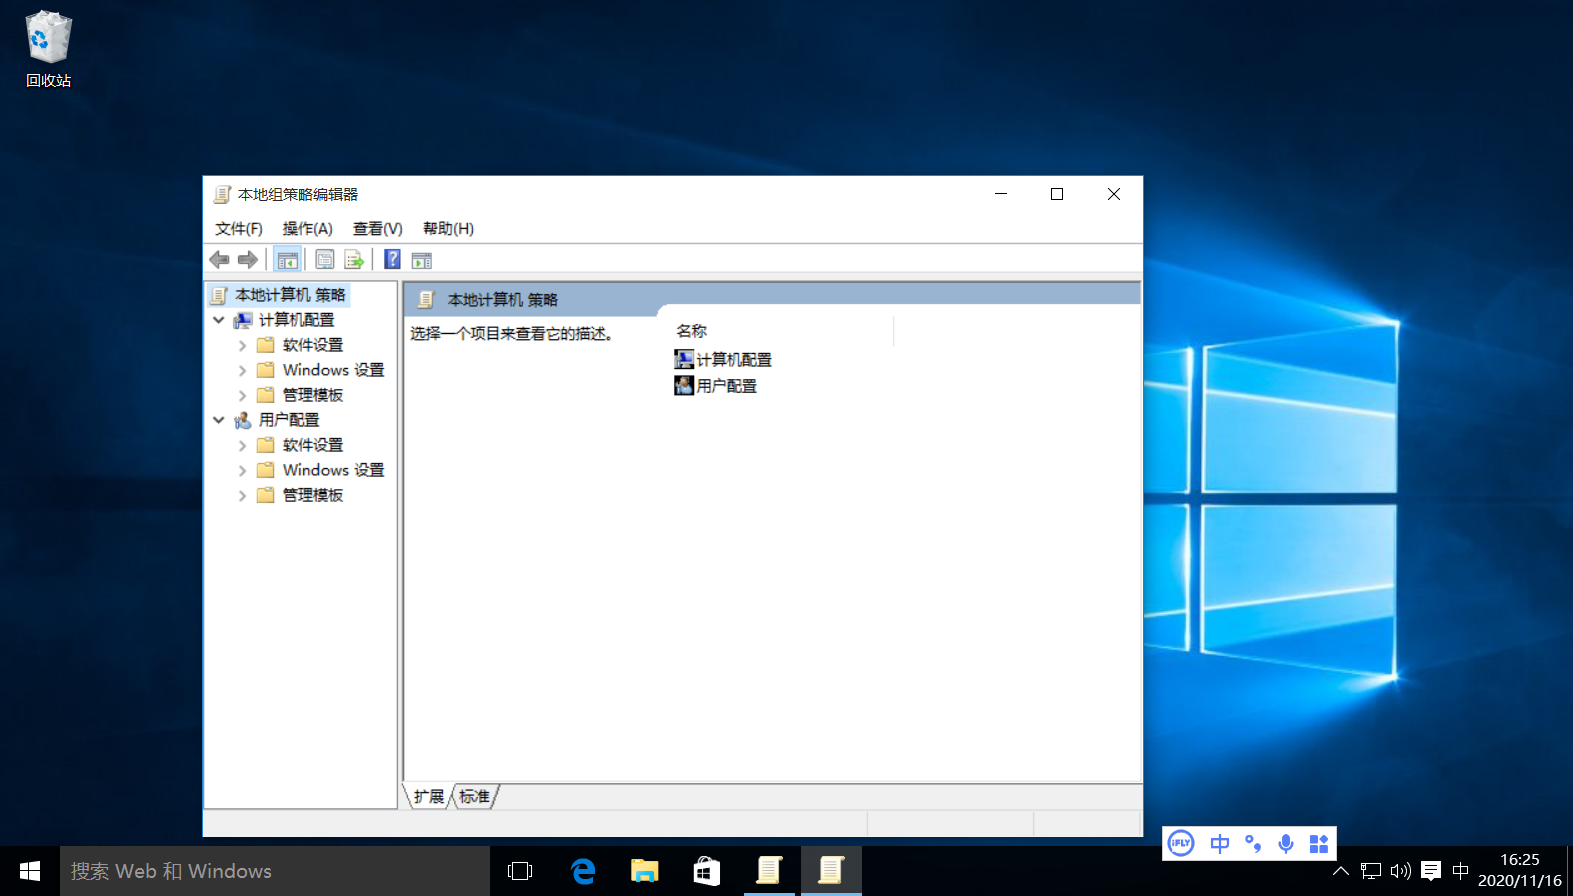 回收站
本地组策略编辑器
文件(F) 操作(A) 查看(V) 帮助(H)
本地计算机 策略
计算机配置
软件设置
Windows 设置
管理模板
用户配置
软件设置
Windows 设置
管理模板
本地计算机 策略
选择一个项目来查看它的描述。
名称
计算机配置
用户配置
扩展 标准
iFLY 中
搜索 Web 和 Windows
中
16:25
2020/11/16